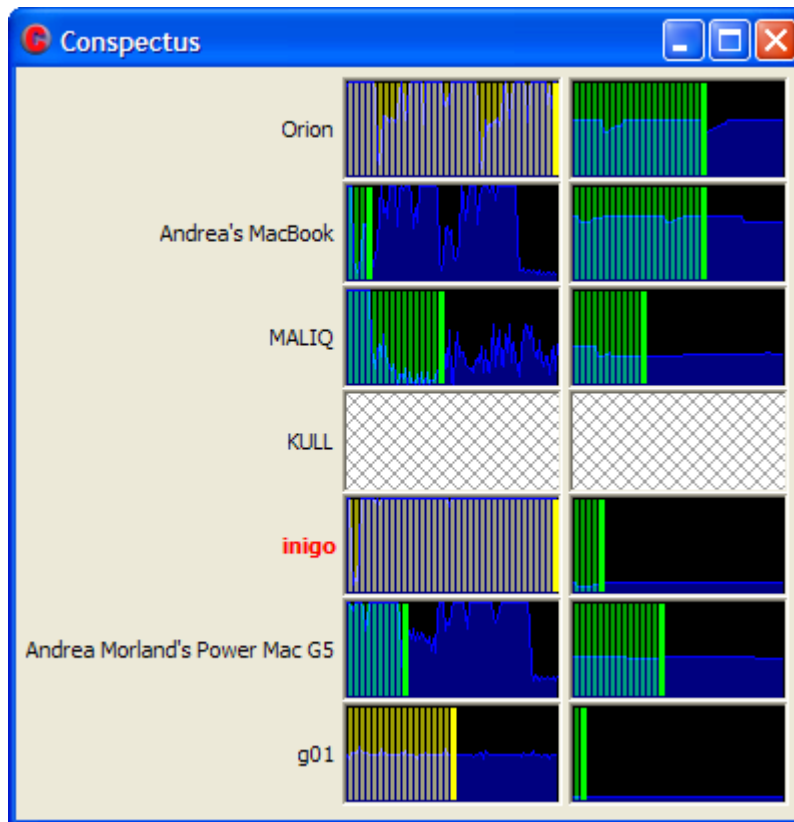 Conspectus
Orion
Andrea's MacBook
MALIQ
KULL
inigo
Andrea Morland's Power Mac G5
g01